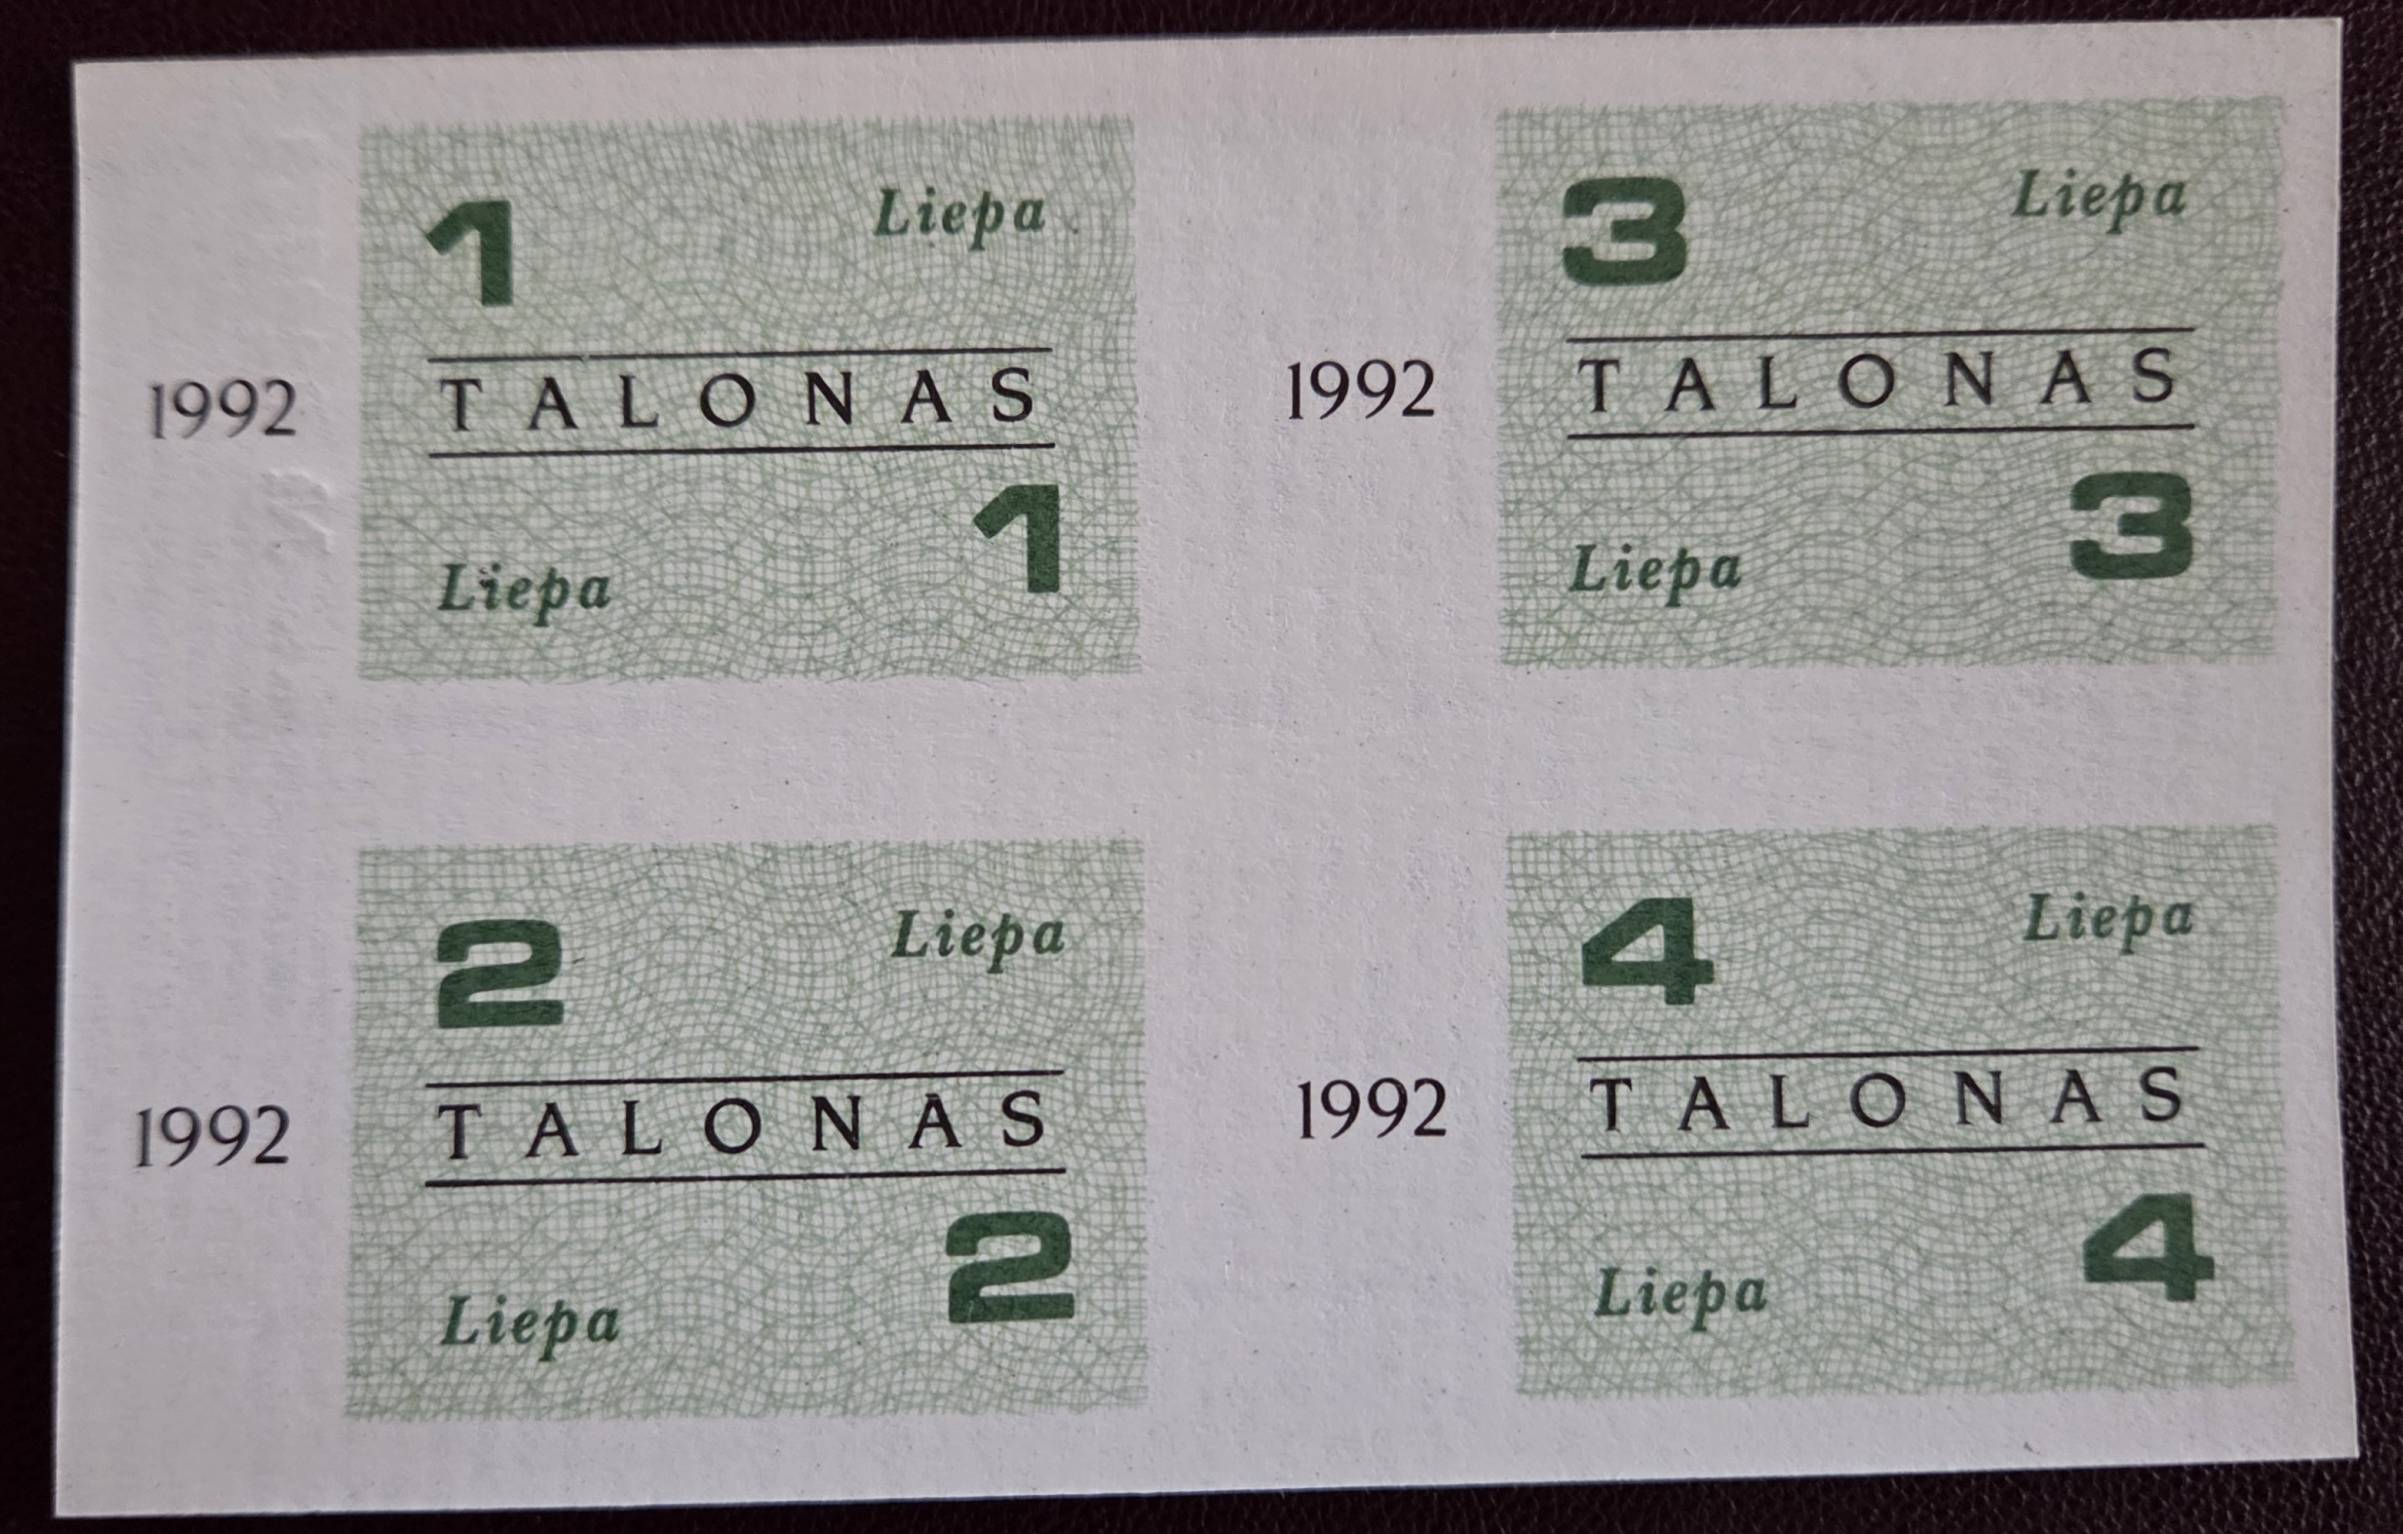 1 Liepa
1992 TALONAS
Liepa 1
3 Liepa
1992 TALONAS
Liepa 3
2 Liepa
1992 TALONAS
Liepa 2
4 Liepa
1992 TALONAS
Liepa 4